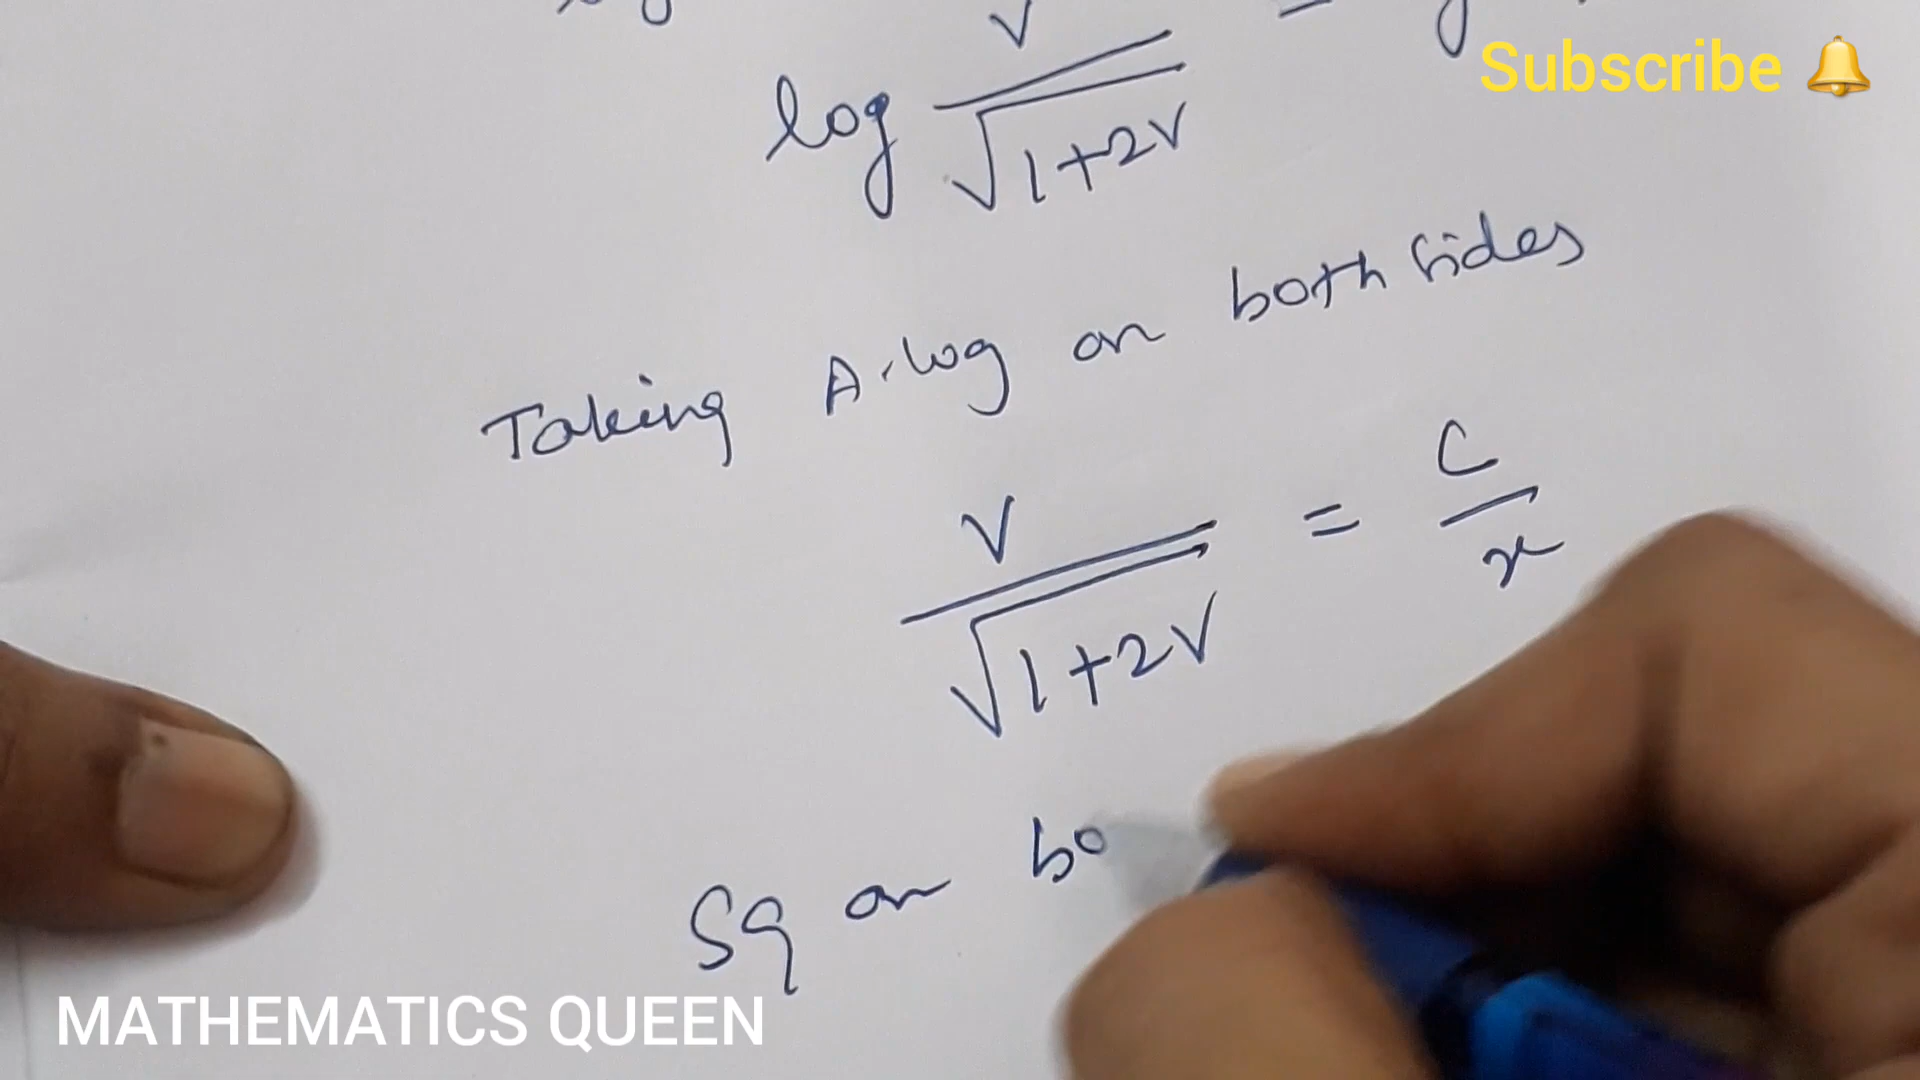 Subscribe 🔔
log V/√1+2V =
Taking A.log on both sides
V/√1+2V = C/x
Sq on bo
MATHEMATICS QUEEN